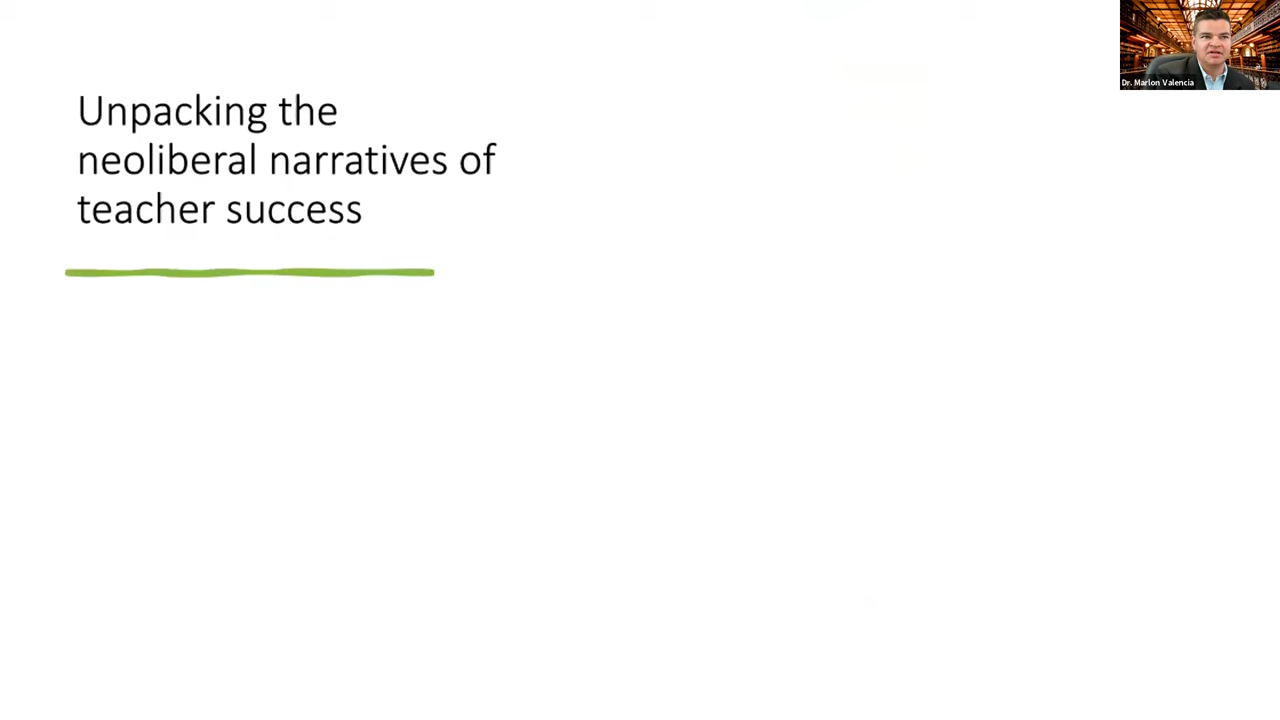 Unpacking the
neoliberal narratives of
teacher success
Dr. Marlon Valencia